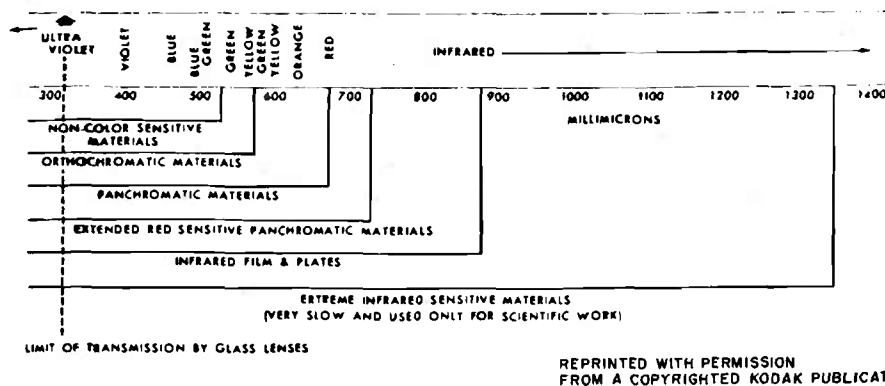 ULTRA
VIOLET
VIOLET
BLUE
BLUE
GREEN
GREEN
YELLOW
GREEN
YELLOW
ORANGE
RED
INFRARED
300 400 500 600 700 800 900 1000 1100 1200 1300 1400
MILLIMICRONS
NON-COLOR SENSITIVE
MATERIALS
ORTHOCHROMATIC MATERIALS
PANCHROMATIC MATERIALS
EXTENDED RED SENSITIVE PANCHROMATIC MATERIALS
INFRARED FILM & PLATES
EXTREME INFRARED SENSITIVE MATERIALS
(VERY SLOW AND USED ONLY FOR SCIENTIFIC WORK)
LIMIT OF TRANSMISSION BY GLASS LENSES
REPRINTED WITH PERMISSION
FROM A COPYRIGHTED KODAK PUBLICAT